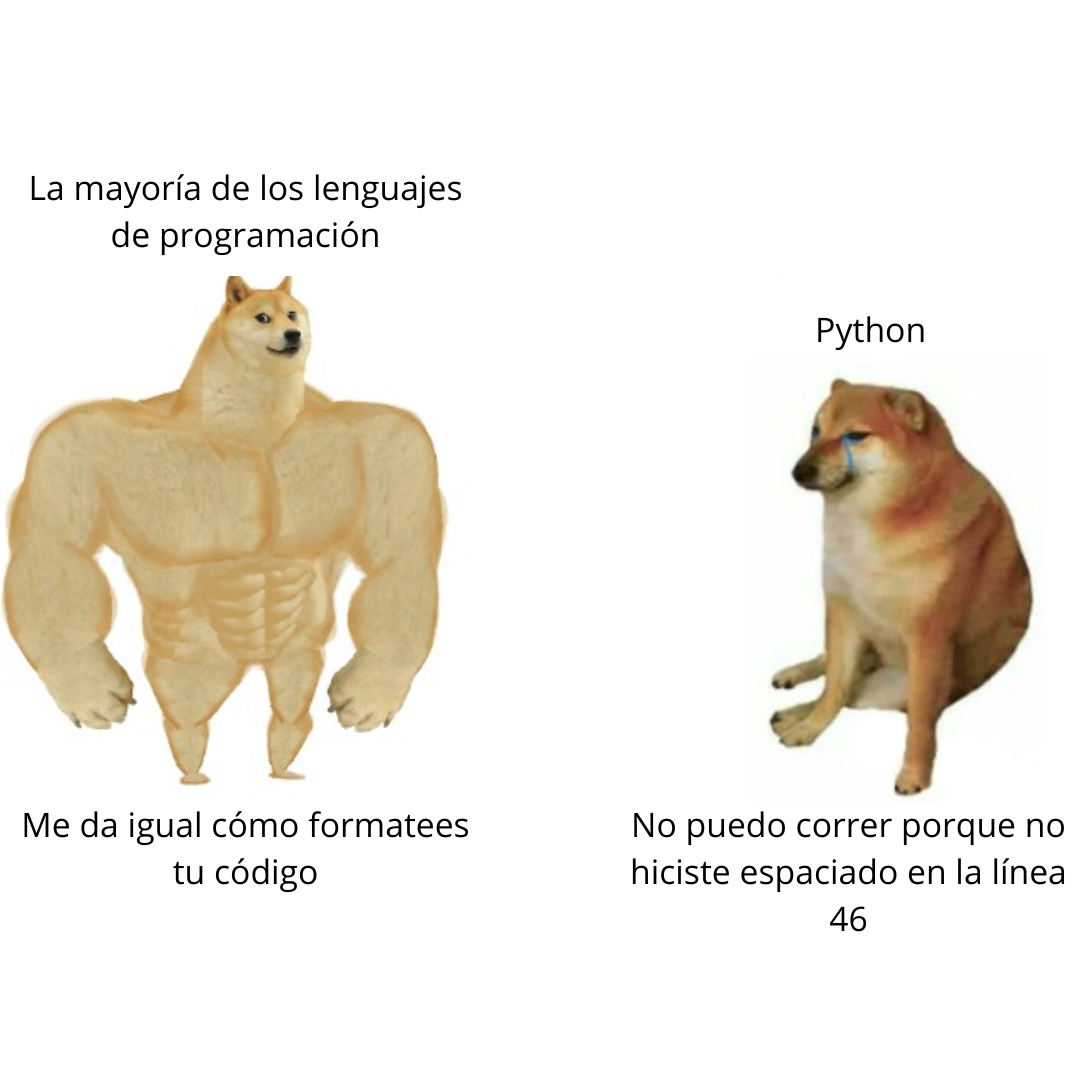 La mayoría de los lenguajes
de programación
Python
Me da igual cómo formatees
tu código
No puedo correr porque no
hiciste espaciado en la línea
46